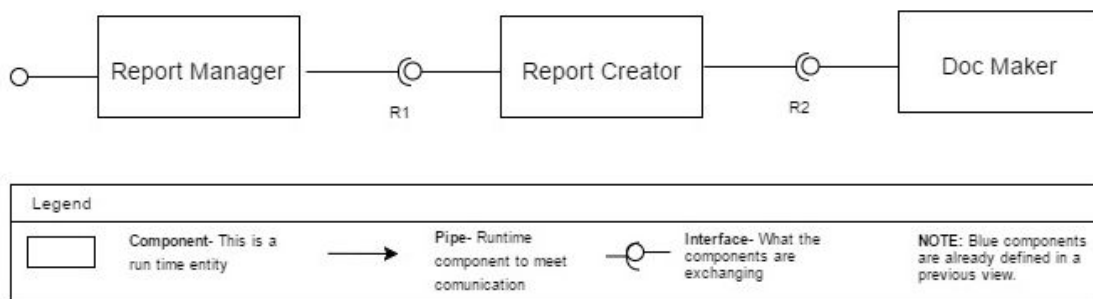 Report Manager
Report Creator
Doc Maker
R1
R2
Legend
Component- This is a
run time entity
Pipe- Runtime
component to meet
comunication
Interface- What the
components are
exchanging
NOTE: Blue components
are already defined in a
previous view.